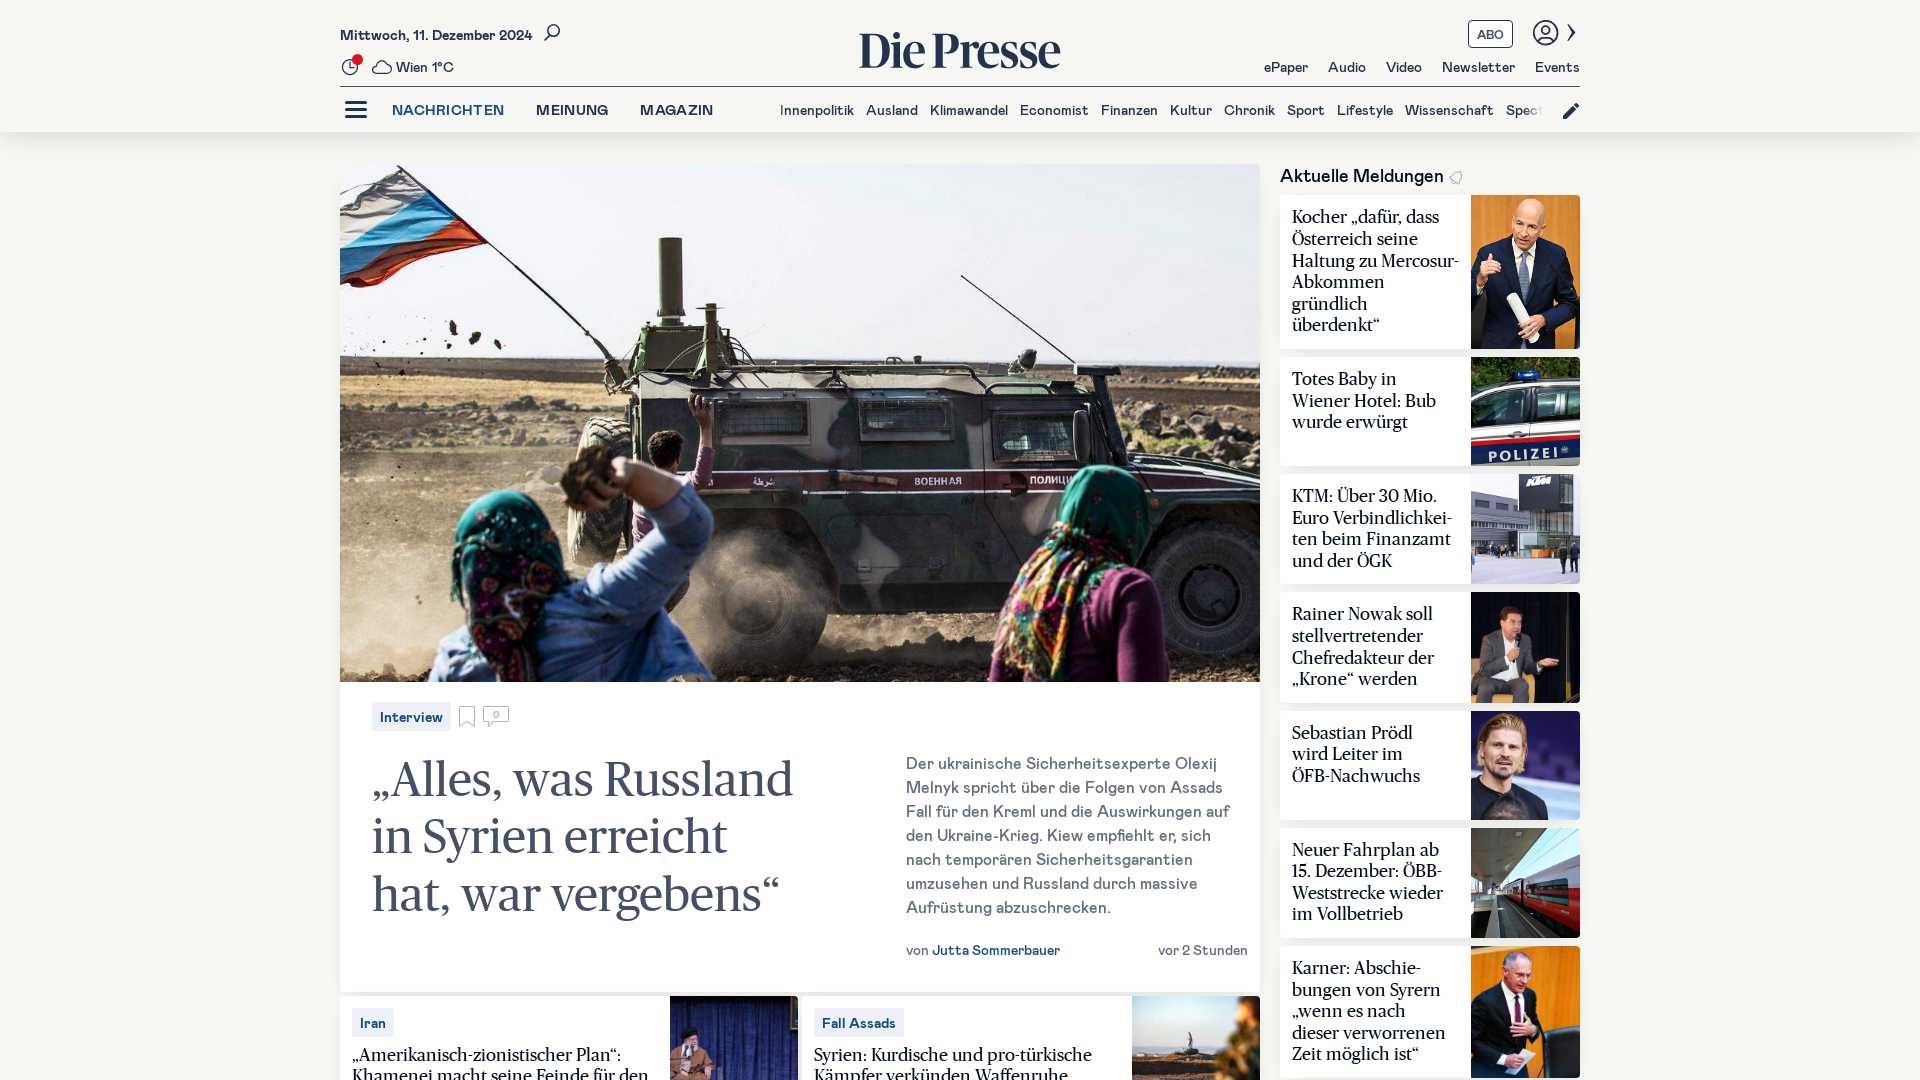 Mittwoch, 11. Dezember 2024
Wien 1°C
Die Presse
ABO
ePaper Audio Video Newsletter Events
NACHRICHTEN MEINUNG MAGAZIN
Innenpolitik Ausland Klimawandel Economist Finanzen Kultur Chronik Sport Lifestyle Wissenschaft Spect
شرطة
ВОЕННАЯ
ПОЛИЦИ
Interview
0
„Alles, was Russland
in Syrien erreicht
hat, war vergebens“
Der ukrainische Sicherheitsexperte Olexij
Melnyk spricht über die Folgen von Assads
Fall für den Kreml und die Auswirkungen auf
den Ukraine-Krieg. Kiew empfiehlt er, sich
nach temporären Sicherheitsgarantien
umzusehen und Russland durch massive
Aufrüstung abzuschrecken.
von Jutta Sommerbauer
vor 2 Stunden
Iran
„Amerikanisch-zionistischer Plan“:
Khamenei macht seine Feinde für den
Fall Assads
Syrien: Kurdische und pro-türkische
Kämpfer verkünden Waffenruhe
Aktuelle Meldungen
Kocher „dafür, dass
Österreich seine
Haltung zu Mercosur-
Abkommen
gründlich
überdenkt“
Totes Baby in
Wiener Hotel: Bub
wurde erwürgt
POLIZEI
KTM: Über 30 Mio.
Euro Verbindlichkei-
ten beim Finanzamt
und der ÖGK
KTM
Rainer Nowak soll
stellvertretender
Chefredakteur der
„Krone“ werden
Sebastian Prödl
wird Leiter im
ÖFB-Nachwuchs
Neuer Fahrplan ab
15. Dezember: ÖBB-
Weststrecke wieder
im Vollbetrieb
Karner: Abschie-
bungen von Syrern
„wenn es nach
dieser verworrenen
Zeit möglich ist“